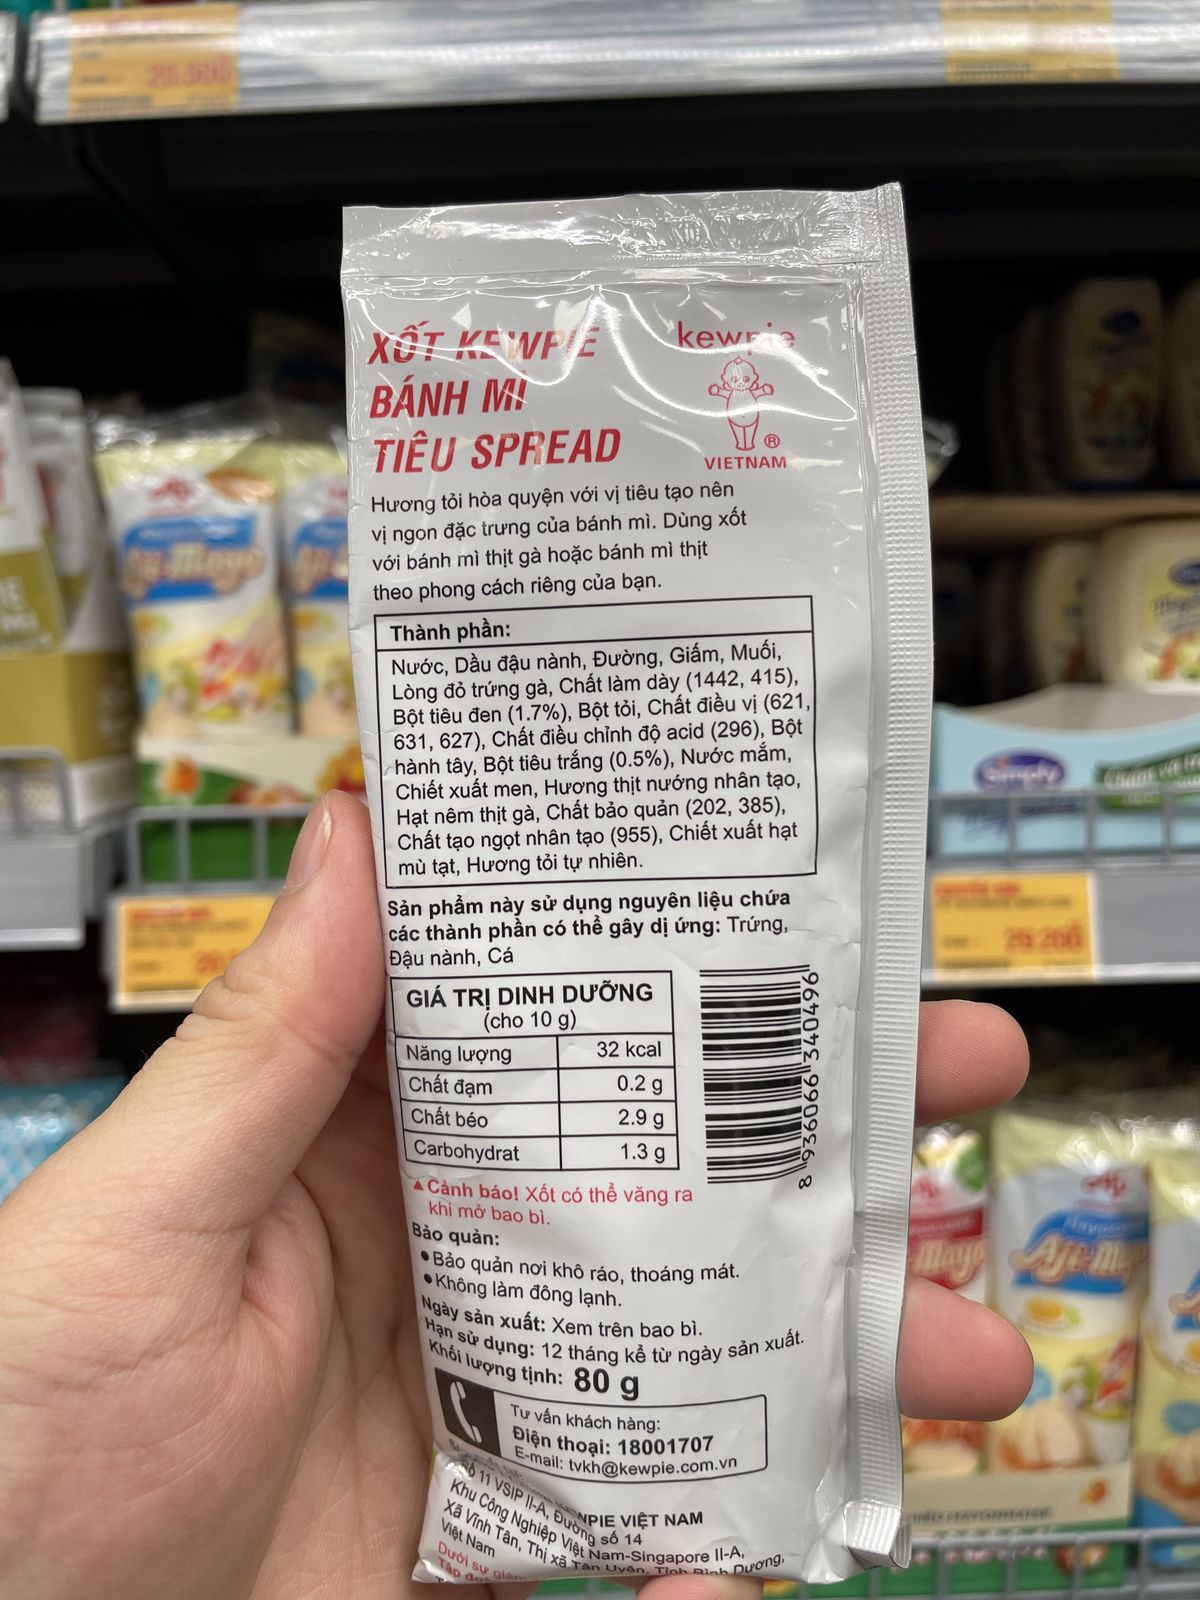 XỐT KEWPIE
BÁNH MÌ
TIÊU SPREAD
kewpie
®
VIETNAM
Hương tỏi hòa quyện với vị tiêu tạo nên
vị ngon đặc trưng của bánh mì. Dùng xốt
với bánh mì thịt gà hoặc bánh mì thịt
theo phong cách riêng của bạn.
Thành phần:
Nước, Dầu đậu nành, Đường, Giấm, Muối,
Lòng đỏ trứng gà, Chất làm dày (1442, 415),
Bột tiêu đen (1.7%), Bột tỏi, Chất điều vị (621,
631, 627), Chất điều chỉnh độ acid (296), Bột
hành tây, Bột tiêu trắng (0.5%), Nước mắm,
Chiết xuất men, Hương thịt nướng nhân tạo,
Hạt nêm thịt gà, Chất bảo quản (202, 385),
Chất tạo ngọt nhân tạo (955), Chiết xuất hạt
mù tạt, Hương tỏi tự nhiên.
Sản phẩm này sử dụng nguyên liệu chứa
các thành phần có thể gây dị ứng: Trứng,
Đậu nành, Cá
GIÁ TRỊ DINH DƯỠNG
(cho 10 g)
Năng lượng 32 kcal
Chất đạm 0.2 g
Chất béo 2.9 g
Carbohydrat 1.3 g
8 936066 340496
Cảnh báo! Xốt có thể văng ra
khi mở bao bì.
Bảo quản:
• Bảo quản nơi khô ráo, thoáng mát.
• Không làm đông lạnh.
Ngày sản xuất: Xem trên bao bì.
Hạn sử dụng: 12 tháng kể từ ngày sản xuất.
Khối lượng tịnh: 80 g
Tư vấn khách hàng:
Điện thoại: 18001707
E-mail: tvkh@kewpie.com.vn
VIỆT NAM
Số 11 VSIP II-A, Đường số 14
Khu Công Nghiệp Việt Nam-Singapore II-A,
Xã Vĩnh Tân, Thị xã Tân Uyên, Tỉnh Bình Dương,
Việt Nam
Dưới sự
Aji-Mayo
Simply
29.200